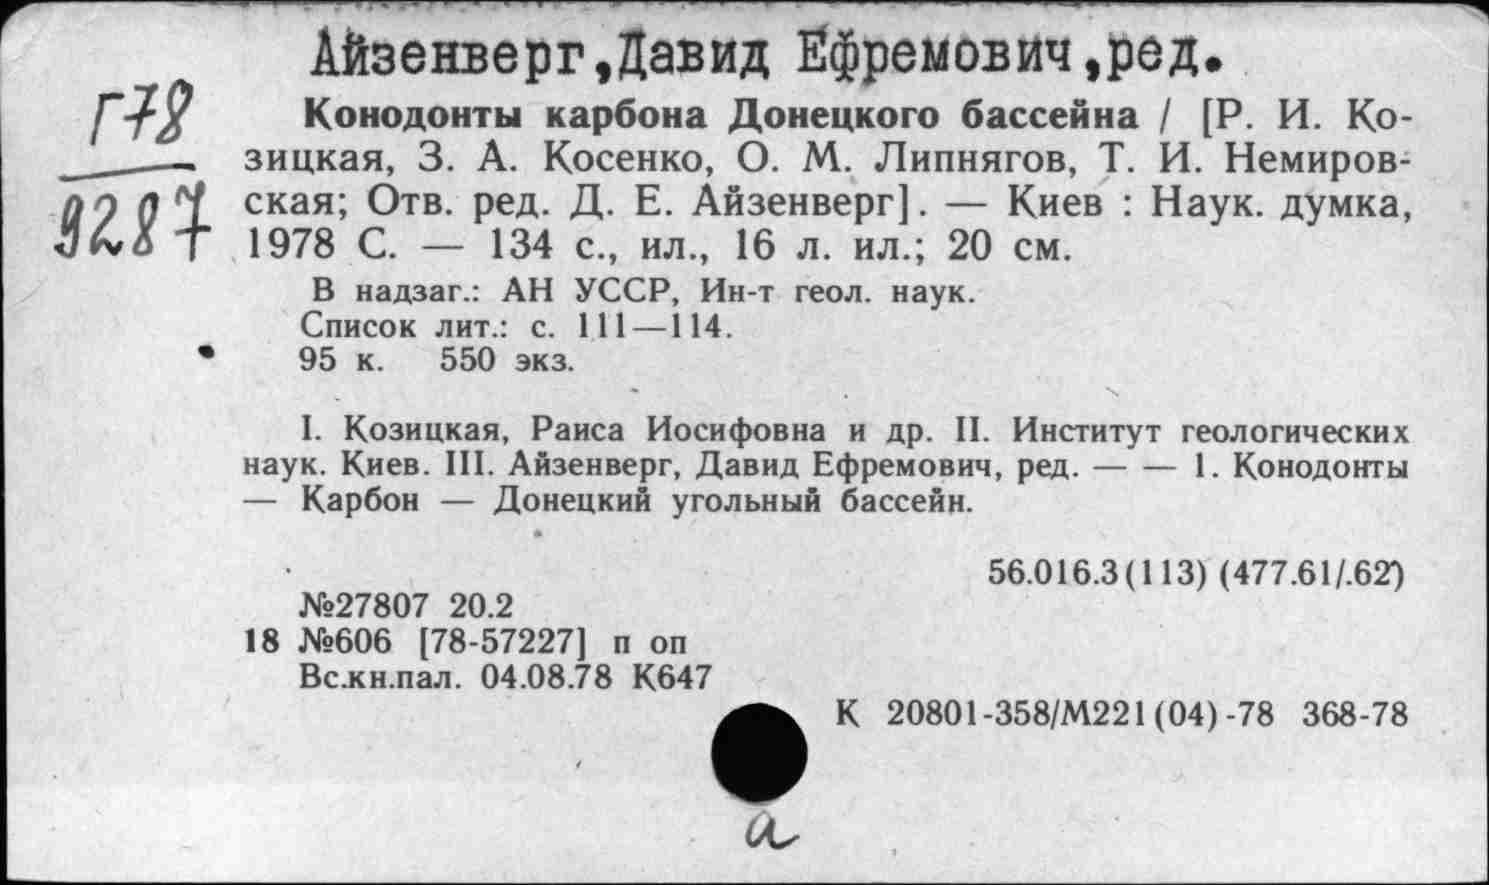 Айзенверг,Давид Ефремович,ред.
Г78
9287
Конодонты карбона Донецкого бассейна / [Р. И. Ко-
зицкая, З. А. Косенко, О. М. Липнягов, Т. И. Немиров-
ская; Отв. ред. Д. Е. Айзенверг]. — Киев : Наук. думка,
1978 С. — 134 с., ил., 16 л. ил.; 20 см.
В надзаг.: АН УССР, Ин-т геол. наук.
Список лит.: с. 111—114.
95 к. 550 экз.
I. Козицкая, Раиса Иосифовна и др. II. Институт геологических
наук. Киев. III. Айзенверг, Давид Ефремович, ред. — — 1. Конодонты
— Карбон — Донецкий угольный бассейн.
56.016.3(113) (477.61/.62)
№27807 20.2
18 №606 [78-57227] п оп
Вс.кн.пал. 04.08.78 К647
К 20801-358/М221(04)-78 368-78
а